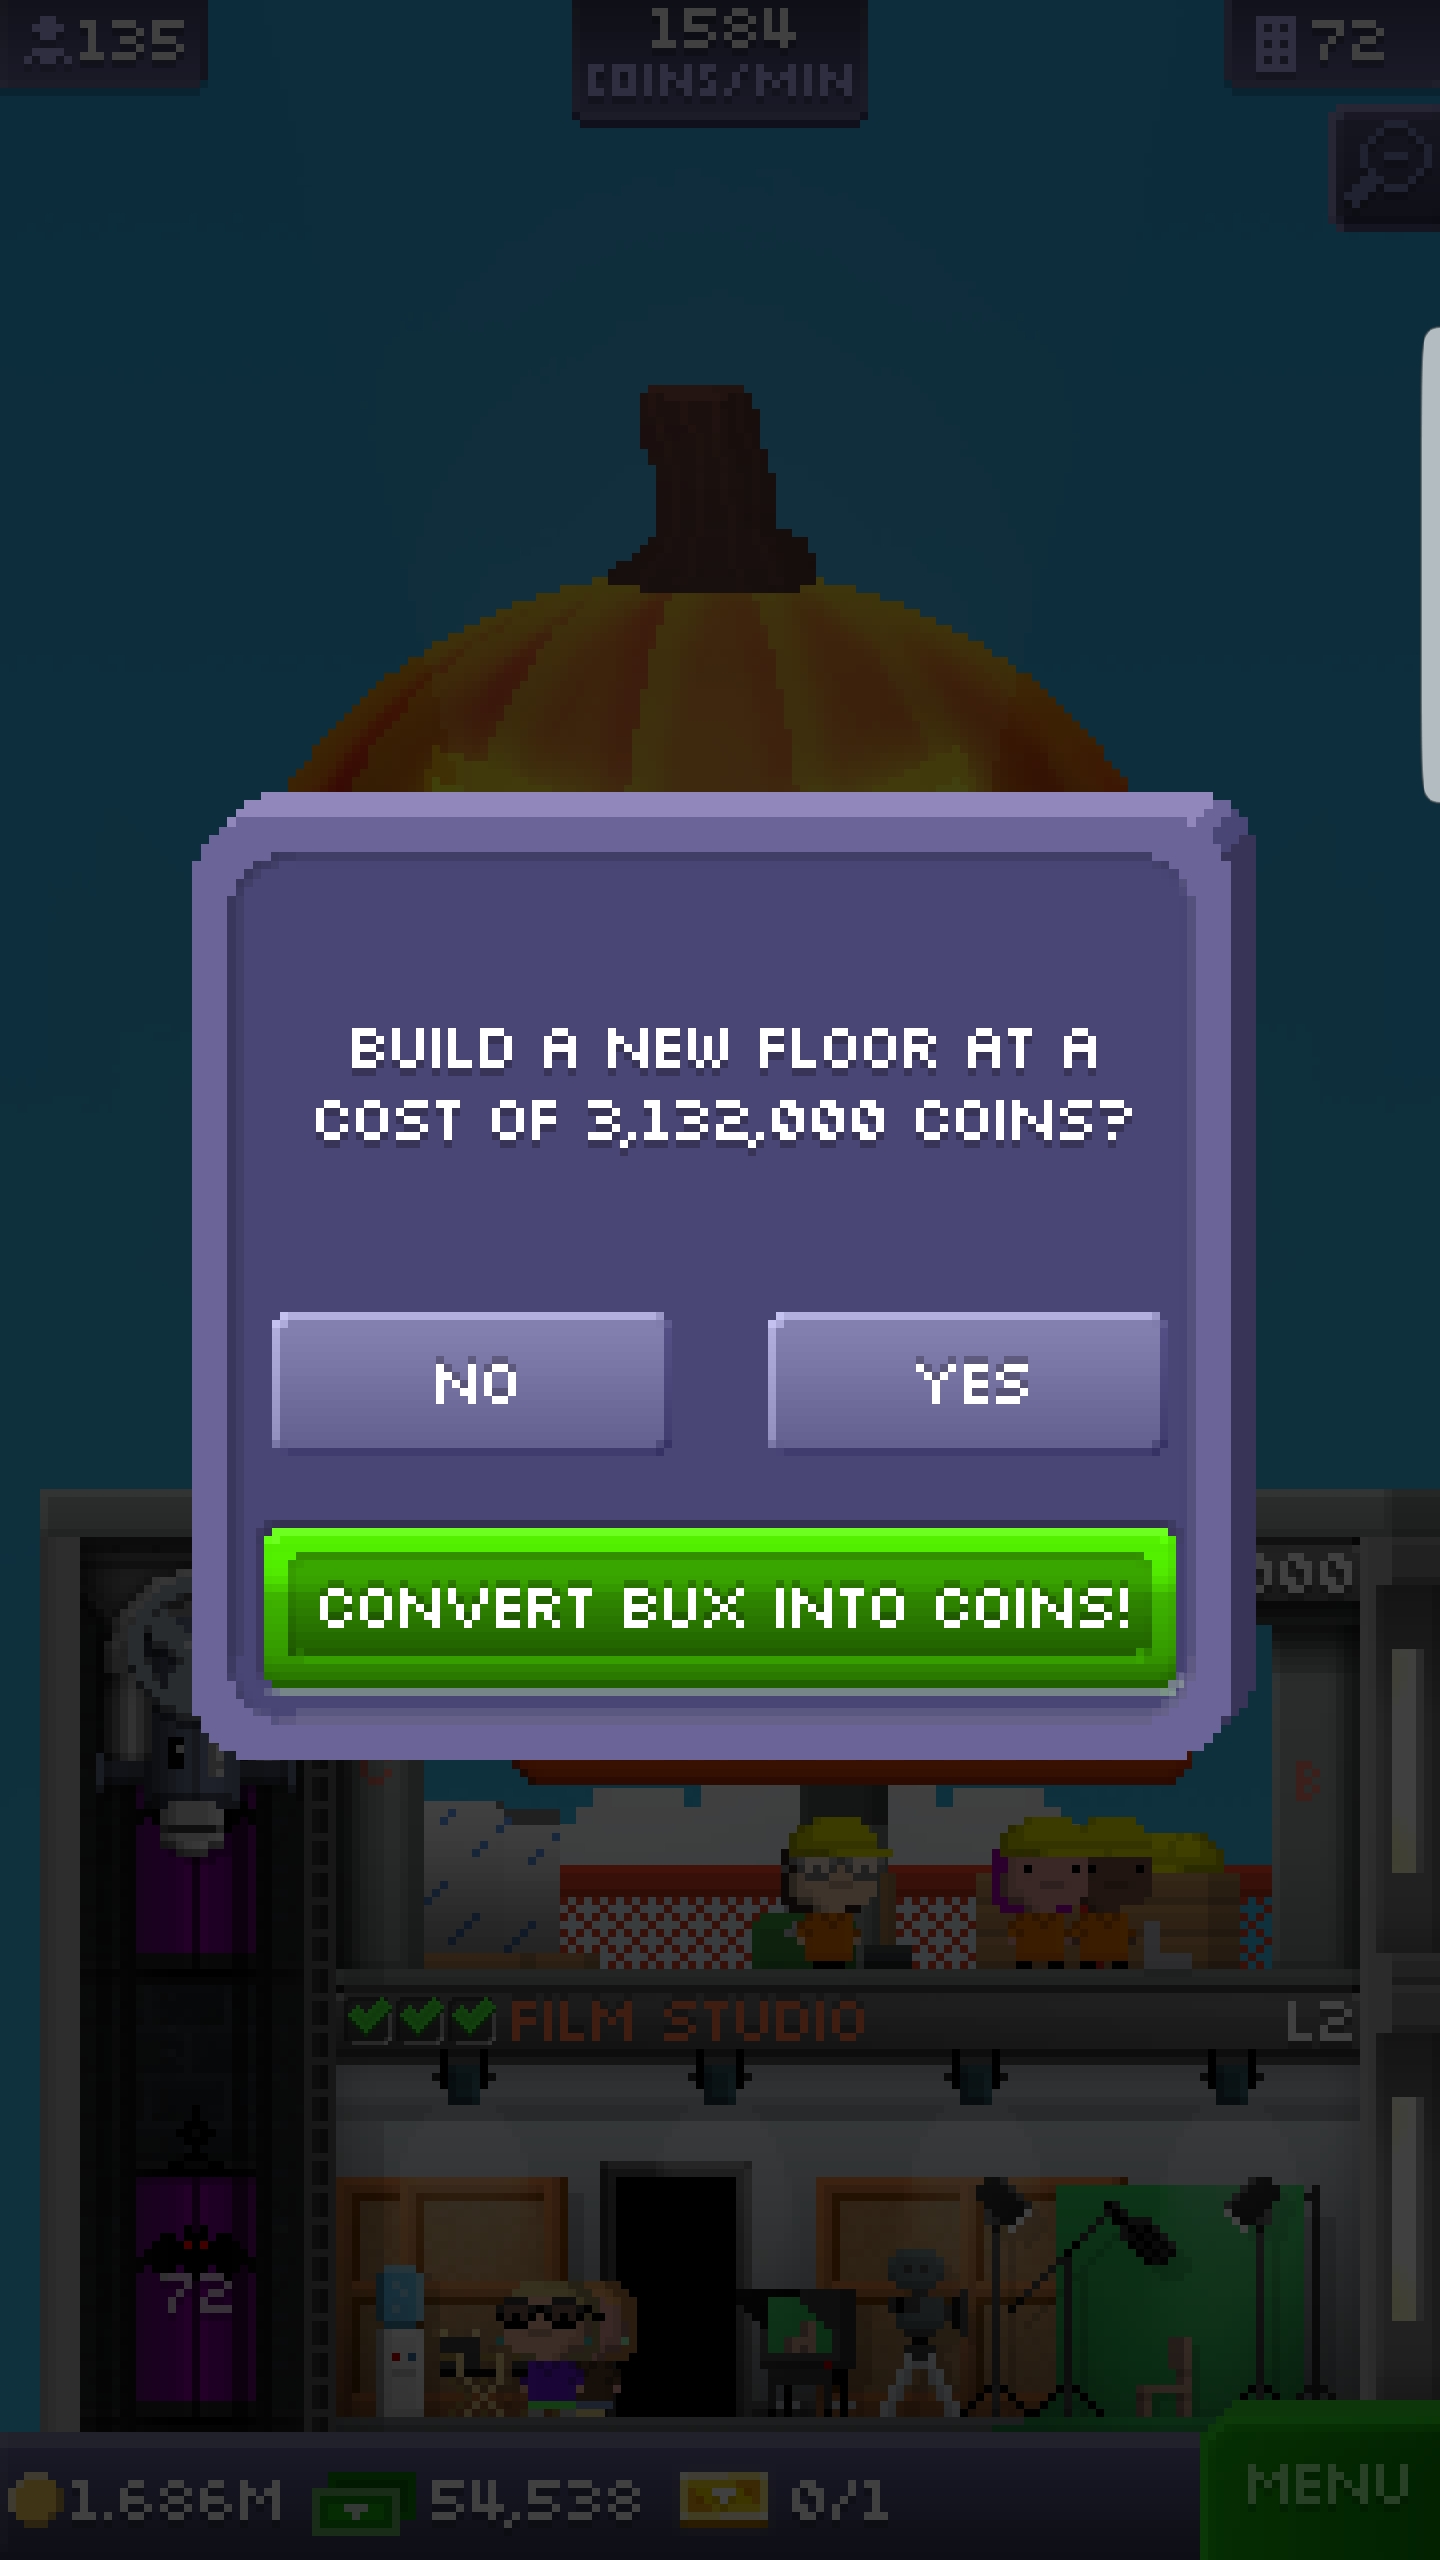 135
1584
COINS/MIN
72
BUILD A NEW FLOOR AT A
COST OF 3,132,000 COINS?
NO
YES
CONVERT BUX INTO COINS!
000
B
FILM STUDIO
L2
72
1.686M
54,538
0/1
MENU